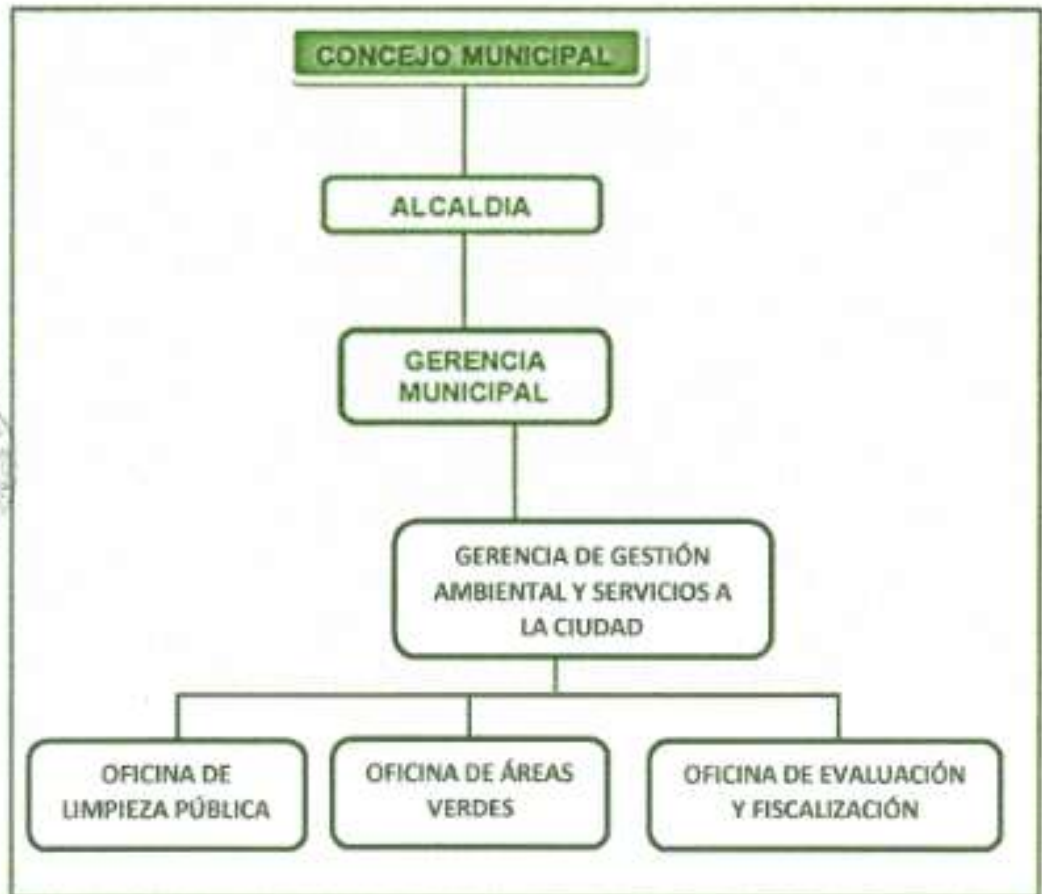 CONCEJO MUNICIPAL
ALCALDIA
GERENCIA
MUNICIPAL
GERENCIA DE GESTIÓN
AMBIENTAL Y SERVICIOS A
LA CIUDAD
OFICINA DE
LIMPIEZA PÚBLICA
OFICINA DE ÁREAS
VERDES
OFICINA DE EVALUACIÓN
Y FISCALIZACIÓN